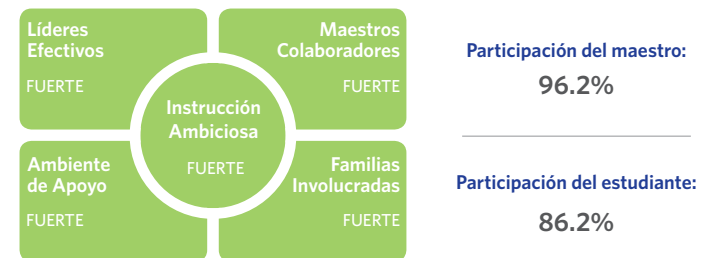 Líderes
Efectivos
FUERTE
Maestros
Colaboradores
FUERTE
Instrucción
Ambiciosa
FUERTE
Ambiente
de Apoyo
FUERTE
Familias
Involucradas
FUERTE
Participación del maestro:
96.2%
Participación del estudiante:
86.2%